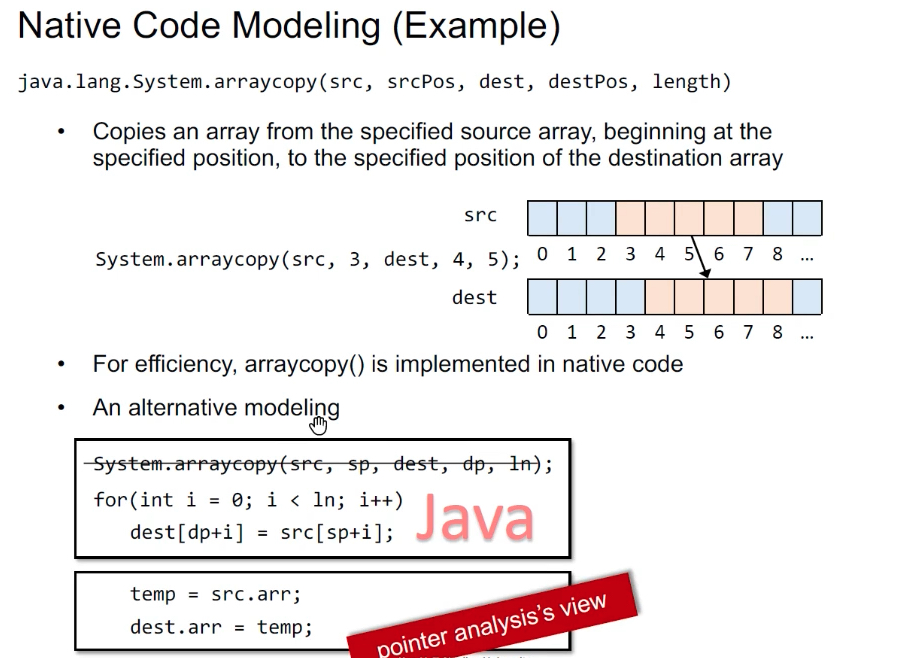 Native Code Modeling (Example)
java.lang.System.arraycopy(src, srcPos, dest, destPos, length)
• Copies an array from the specified source array, beginning at the
specified position, to the specified position of the destination array
src
0 1 2 3 4 5 6 7 8 ...
System.arraycopy(src, 3, dest, 4, 5);
dest
0 1 2 3 4 5 6 7 8 ...
• For efficiency, arraycopy() is implemented in native code
• An alternative modeling
System.arraycopy(src, sp, dest, dp, ln);
for(int i = 0; i < ln; i++)
dest[dp+i] = src[sp+i];
Java
temp = src.arr;
dest.arr = temp;
pointer analysis's view